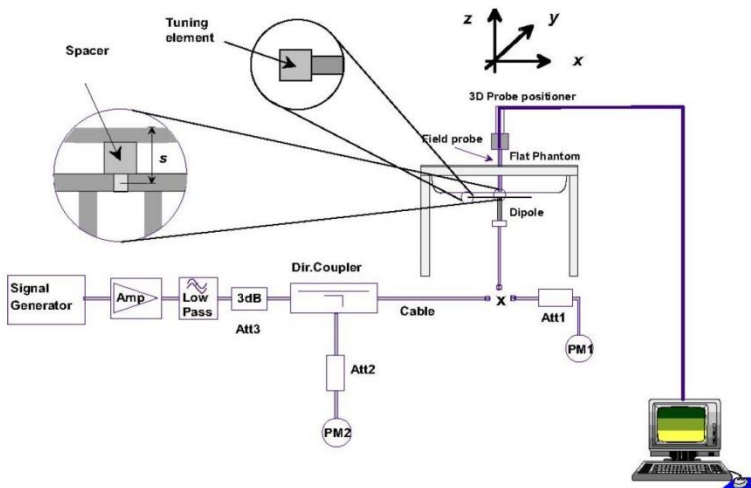 Tuning
element
z
y
x
Spacer
s
3D Probe positioner
Field probe
Flat Phantom
Dipole
Signal
Generator
Amp
Low
Pass
3dB
Att3
Dir.Coupler
Cable
x
Att1
PM1
Att2
PM2